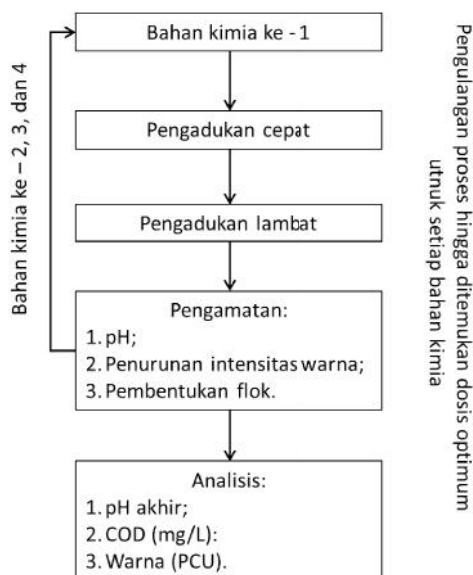 Bahan kimia ke - 1
Pengadukan cepat
Pengadukan lambat
Pengamatan:
1. pH;
2. Penurunan intensitas warna;
3. Pembentukan flok.
Analisis:
1. pH akhir;
2. COD (mg/L):
3. Warna (PCU).
Bahan kimia ke – 2, 3, dan 4
Pengulangan proses hingga ditemukan dosis optimum
utnuk setiap bahan kimia